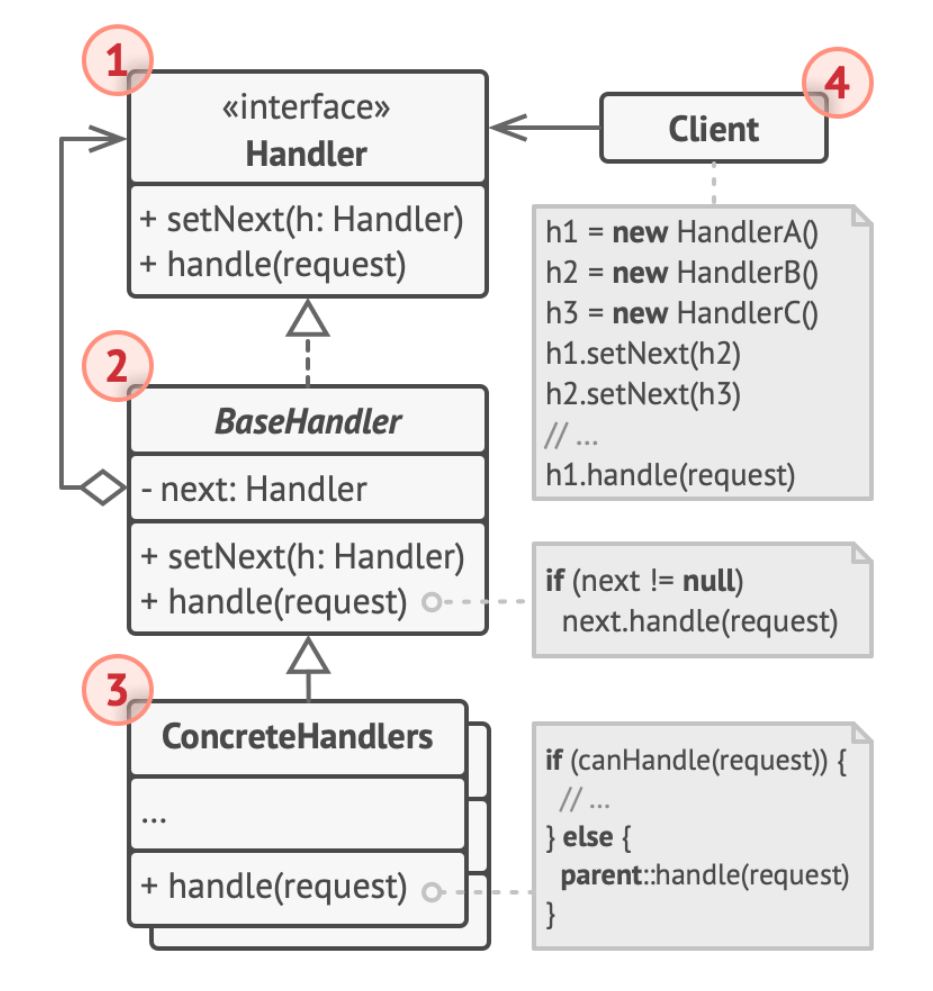 1
«interface»
Handler
+ setNext(h: Handler)
+ handle(request)
4
Client
h1 = new HandlerA()
h2 = new HandlerB()
h3 = new HandlerC()
h1.setNext(h2)
h2.setNext(h3)
// ...
h1.handle(request)
2
BaseHandler
- next: Handler
+ setNext(h: Handler)
+ handle(request)
if (next != null)
next.handle(request)
3
ConcreteHandlers
...
+ handle(request)
if (canHandle(request)) {
// ...
} else {
parent::handle(request)
}